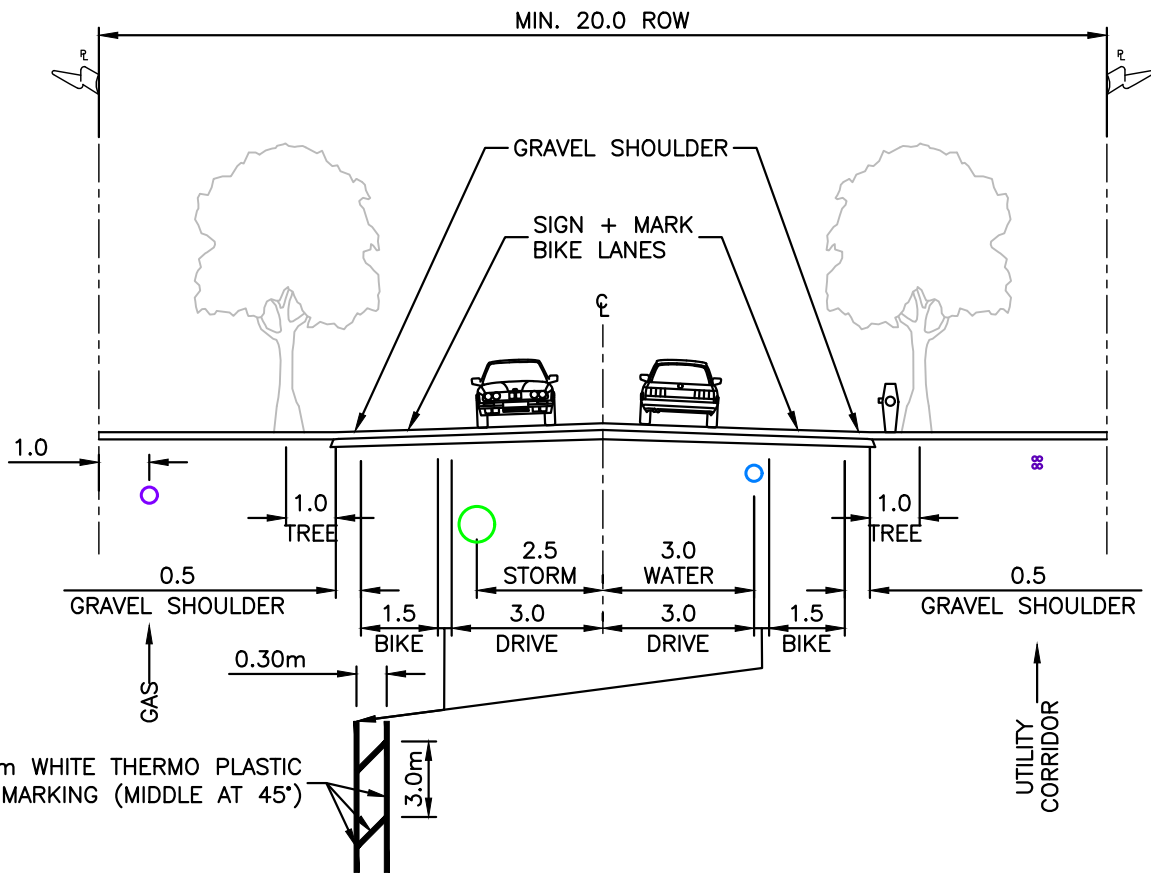 MIN. 20.0 ROW
PL
PL
GRAVEL SHOULDER
SIGN + MARK
BIKE LANES
CL
1.0
1.0
TREE
1.0
TREE
2.5
STORM
3.0
WATER
0.5
GRAVEL SHOULDER
0.5
GRAVEL SHOULDER
1.5
BIKE
3.0
DRIVE
3.0
DRIVE
1.5
BIKE
0.30m
GAS
UTILITY
CORRIDOR
3.0m
m WHITE THERMO PLASTIC
MARKING (MIDDLE AT 45°)